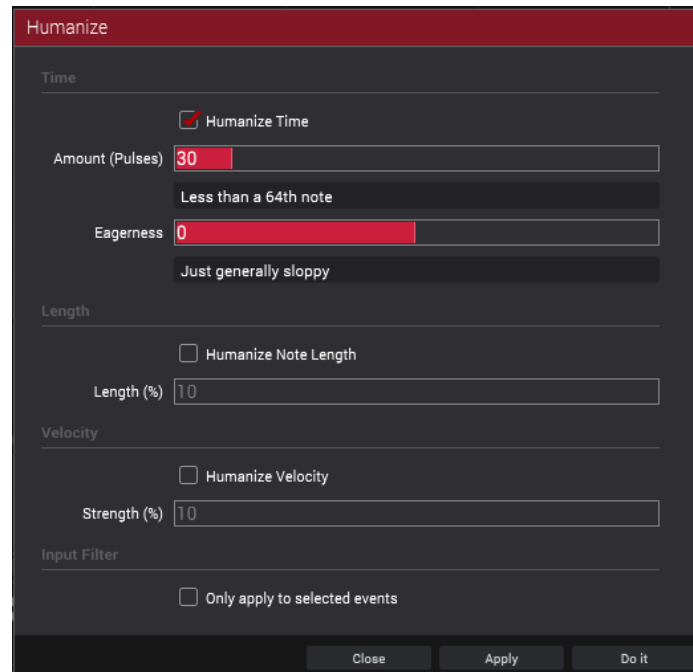 Humanize
Time
Humanize Time
Amount (Pulses) 30
Less than a 64th note
Eagerness 0
Just generally sloppy
Length
Humanize Note Length
Length (%) 10
Velocity
Humanize Velocity
Strength (%) 10
Input Filter
Only apply to selected events
Close Apply Do it